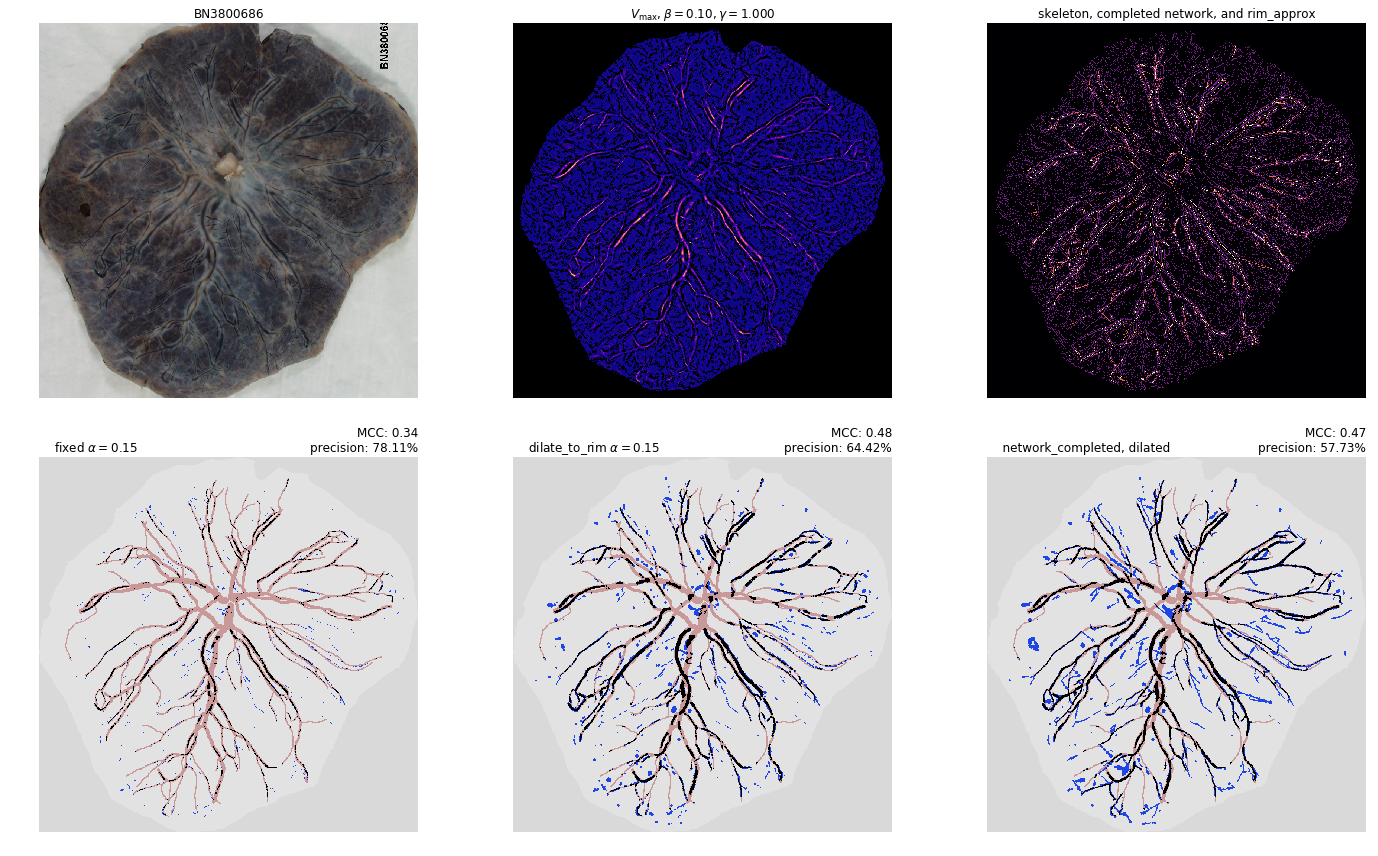 BN3800686
V_max, β = 0.10, γ = 1.000
skeleton, completed network, and rim_approx
fixed α = 0.15
MCC: 0.34
precision: 78.11%
dilate_to_rim α = 0.15
MCC: 0.48
precision: 64.42%
network_completed, dilated
MCC: 0.47
precision: 57.73%